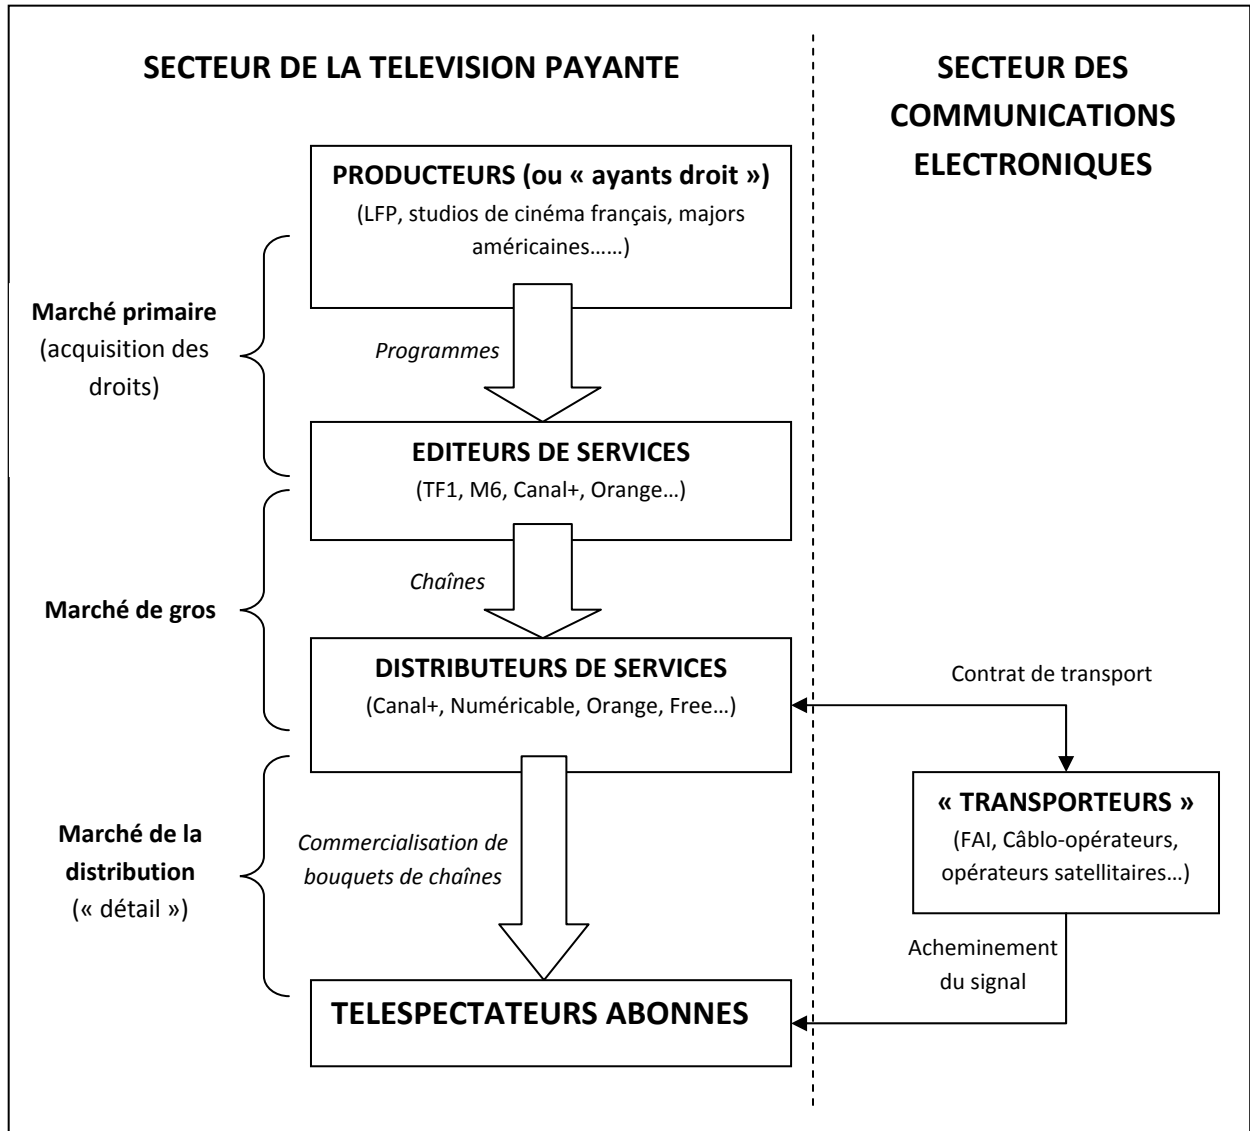 SECTEUR DE LA TELEVISION PAYANTE
SECTEUR DES
COMMUNICATIONS
ELECTRONIQUES
PRODUCTEURS (ou « ayants droit »)
(LFP, studios de cinéma français, majors
américaines……)
Marché primaire
(acquisition des
droits)
Programmes
EDITEURS DE SERVICES
(TF1, M6, Canal+, Orange…)
Chaînes
Marché de gros
DISTRIBUTEURS DE SERVICES
(Canal+, Numéricable, Orange, Free…)
Contrat de transport
« TRANSPORTEURS »
(FAI, Câblo-opérateurs,
opérateurs satellitaires…)
Marché de la
distribution
(« détail »)
Commercialisation de
bouquets de chaînes
Acheminement
du signal
TELESPECTATEURS ABONNES